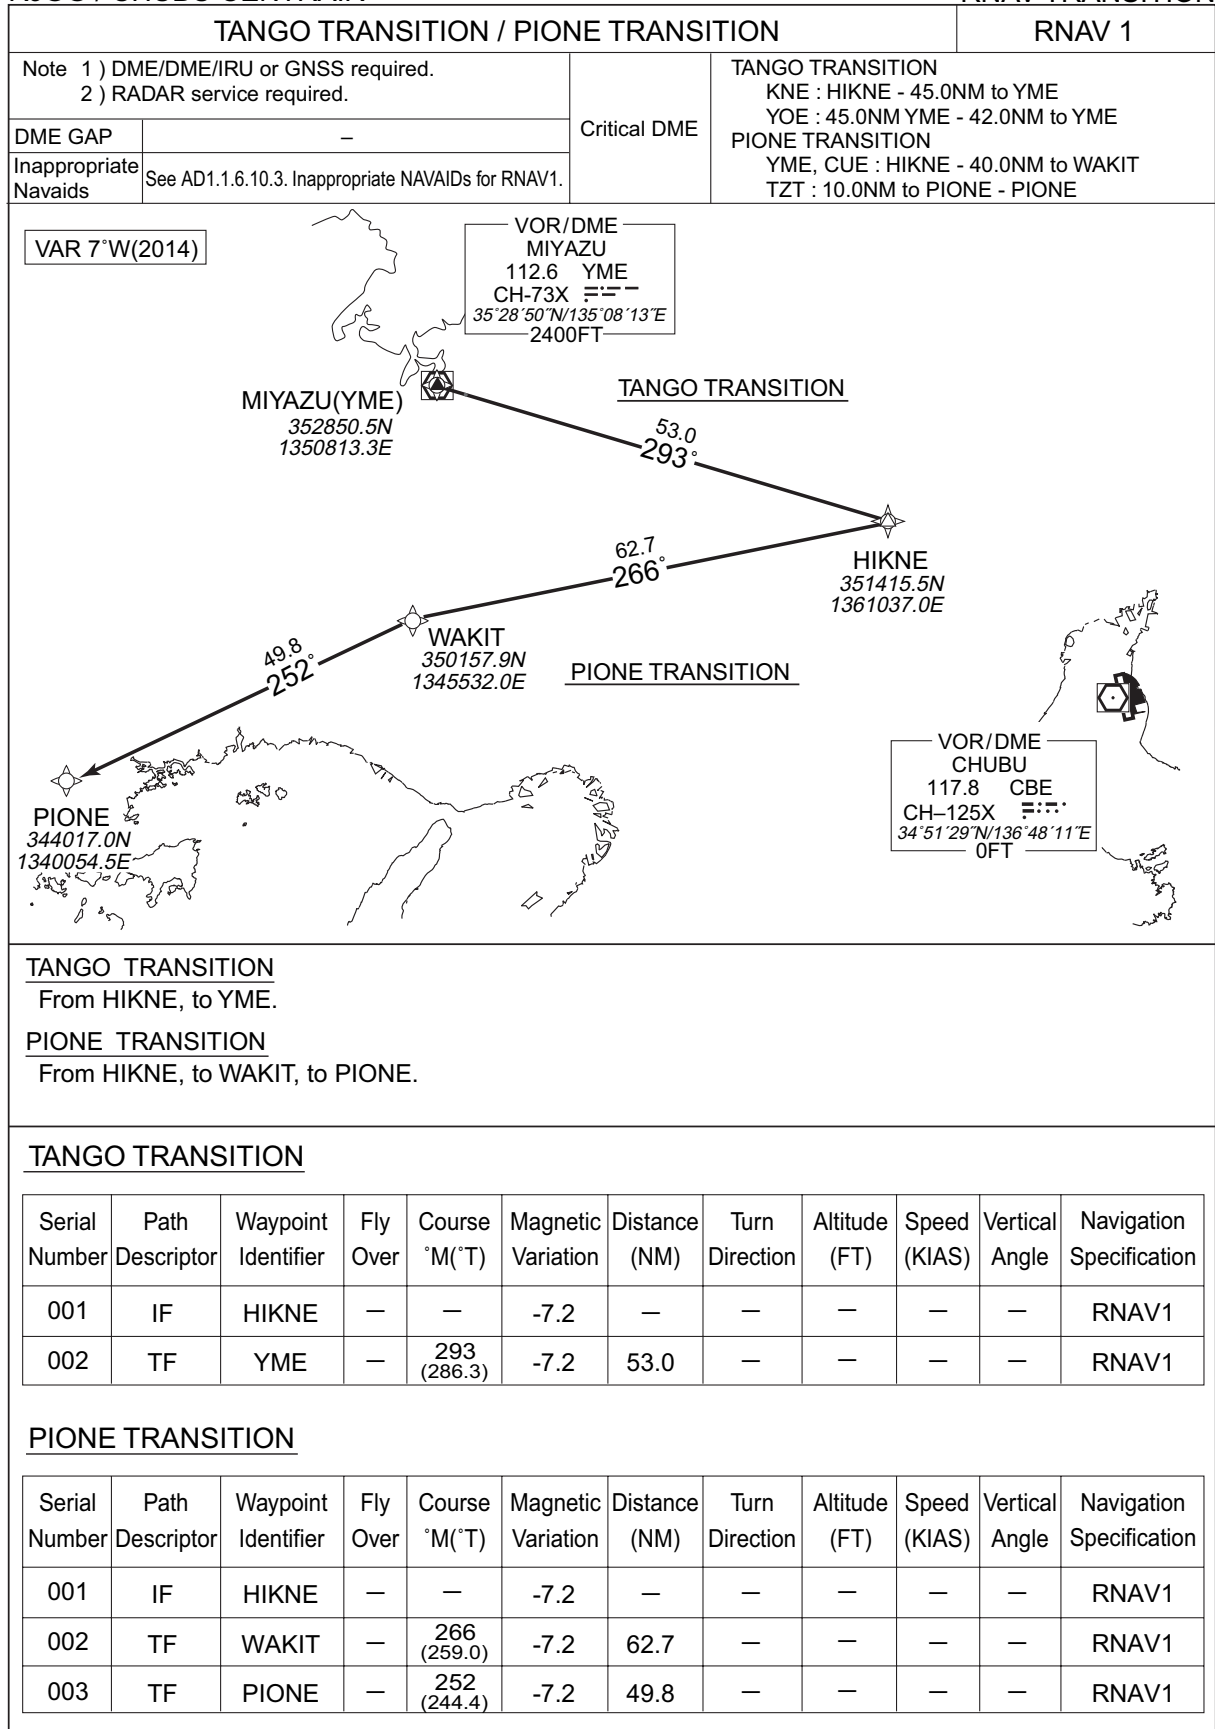 TANGO TRANSITION / PIONE TRANSITION
RNAV 1
Note 1 ) DME/DME/IRU or GNSS required.
2 ) RADAR service required.
DME GAP –
Inappropriate Navaids
See AD1.1.6.10.3. Inappropriate NAVAIDs for RNAV1.
Critical DME
TANGO TRANSITION
KNE : HIKNE - 45.0NM to YME
YOE : 45.0NM YME - 42.0NM to YME
PIONE TRANSITION
YME, CUE : HIKNE - 40.0NM to WAKIT
TZT : 10.0NM to PIONE - PIONE
VAR 7˚W(2014)
VOR/DME
MIYAZU
112.6 YME
CH-73X
35˚28´50˝N/135˚08´13˝E
2400FT
MIYAZU(YME)
352850.5N
1350813.3E
TANGO TRANSITION
53.0
293˚
62.7
266˚
HIKNE
351415.5N
1361037.0E
WAKIT
350157.9N
1345532.0E
49.8
252˚
PIONE TRANSITION
PIONE
344017.0N
1340054.5E
VOR/DME
CHUBU
117.8 CBE
CH–125X
34˚51´29˝N/136˚48´11˝E
0FT
TANGO TRANSITION
From HIKNE, to YME.
PIONE TRANSITION
From HIKNE, to WAKIT, to PIONE.
TANGO TRANSITION
Serial Number Path Descriptor Waypoint Identifier Fly Over Course ˚M(˚T) Magnetic Variation Distance (NM) Turn Direction Altitude (FT) Speed (KIAS) Vertical Angle Navigation Specification
001 IF HIKNE – – -7.2 – – – – – RNAV1
002 TF YME – 293 (286.3) -7.2 53.0 – – – – RNAV1
PIONE TRANSITION
Serial Number Path Descriptor Waypoint Identifier Fly Over Course ˚M(˚T) Magnetic Variation Distance (NM) Turn Direction Altitude (FT) Speed (KIAS) Vertical Angle Navigation Specification
001 IF HIKNE – – -7.2 – – – – – RNAV1
002 TF WAKIT – 266 (259.0) -7.2 62.7 – – – – RNAV1
003 TF PIONE – 252 (244.4) -7.2 49.8 – – – – RNAV1